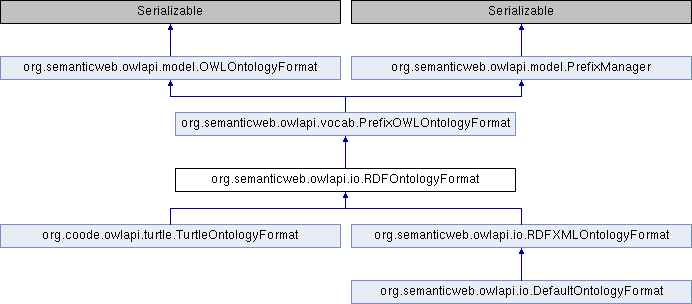 Serializable
Serializable
org.semanticweb.owlapi.model.OWLOntologyFormat
org.semanticweb.owlapi.model.PrefixManager
org.semanticweb.owlapi.vocab.PrefixOWLOntologyFormat
org.semanticweb.owlapi.io.RDFOntologyFormat
org.coode.owlapi.turtle.TurtleOntologyFormat
org.semanticweb.owlapi.io.RDFXMLOntologyFormat
org.semanticweb.owlapi.io.DefaultOntologyFormat